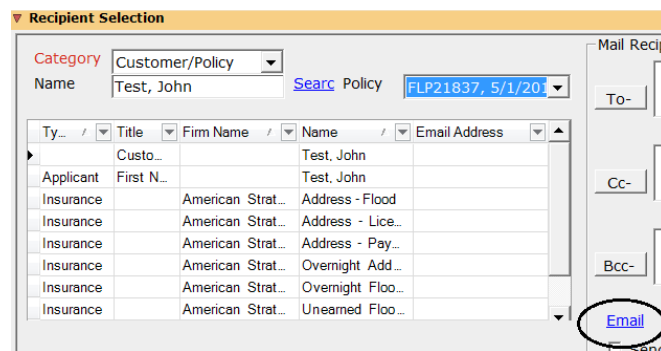 Recipient Selection
Category Customer/Policy
Name Test, John Searc Policy FLP21837, 5/1/201
Mail Reci
To-
Cc-
Bcc-
Email
Ty... Title Firm Name Name Email Address
Custo... Test, John
Applicant First N... Test, John
Insurance American Strat... Address - Flood
Insurance American Strat... Address - Lice...
Insurance American Strat... Address - Pay...
Insurance American Strat... Overnight Add...
Insurance American Strat... Overnight Floo...
Insurance American Strat... Unearned Floo...